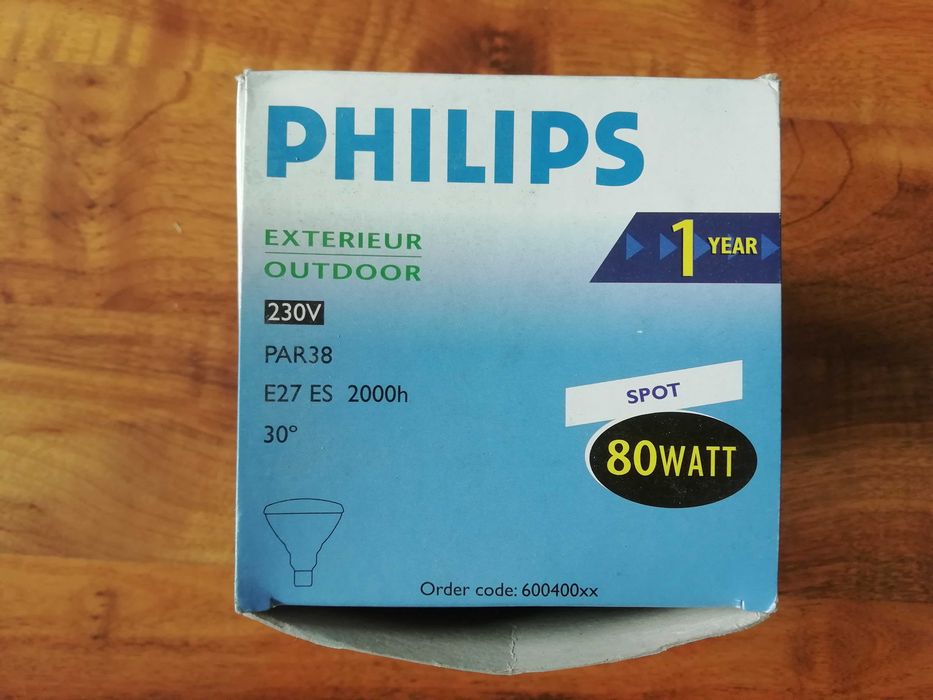 PHILIPS
EXTERIEUR
OUTDOOR
1 YEAR
230V
PAR38
E27 ES 2000h
30°
SPOT
80WATT
Order code: 600400xx